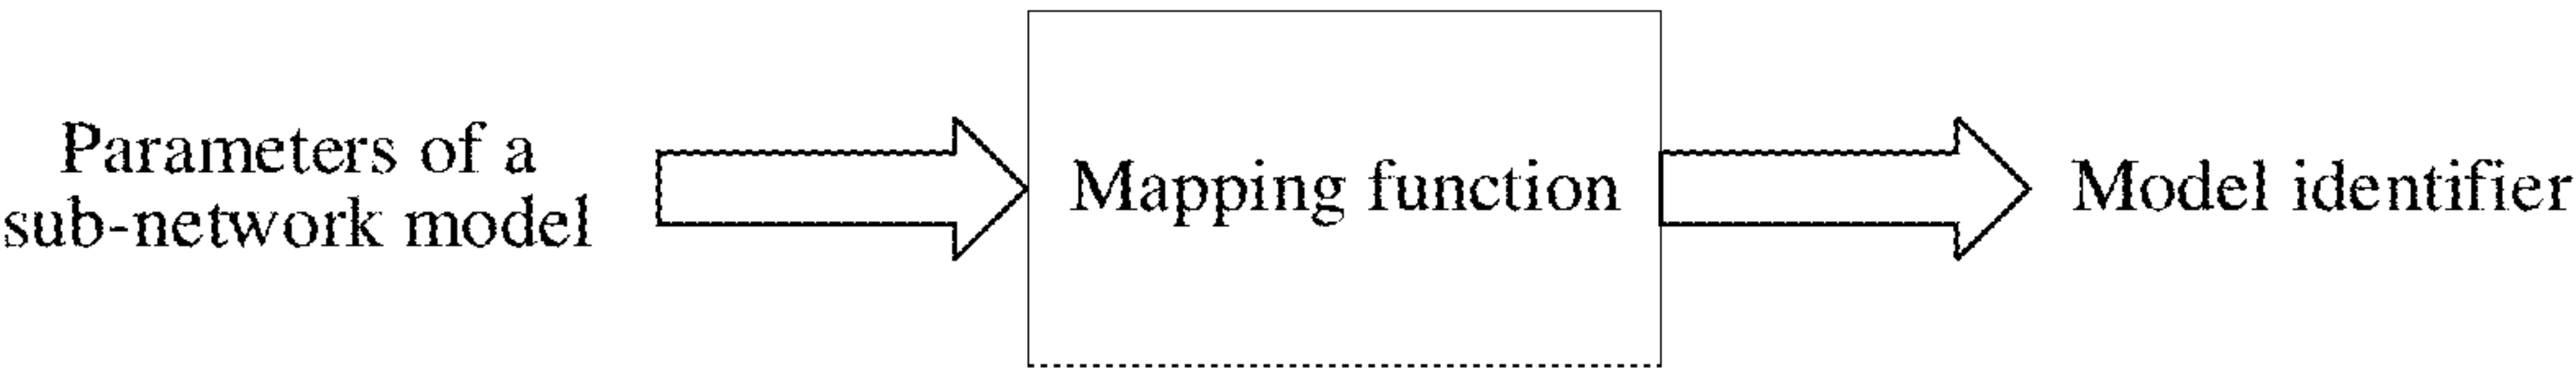 Parameters of a
sub-network model
Mapping function
Model identifier